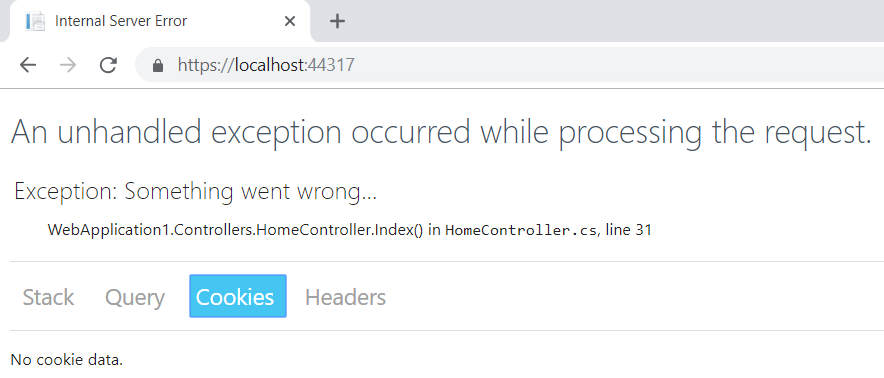 Internal Server Error
https://localhost:44317
An unhandled exception occurred while processing the request.
Exception: Something went wrong...
WebApplication1.Controllers.HomeController.Index() in HomeController.cs, line 31
Stack Query Cookies Headers
No cookie data.